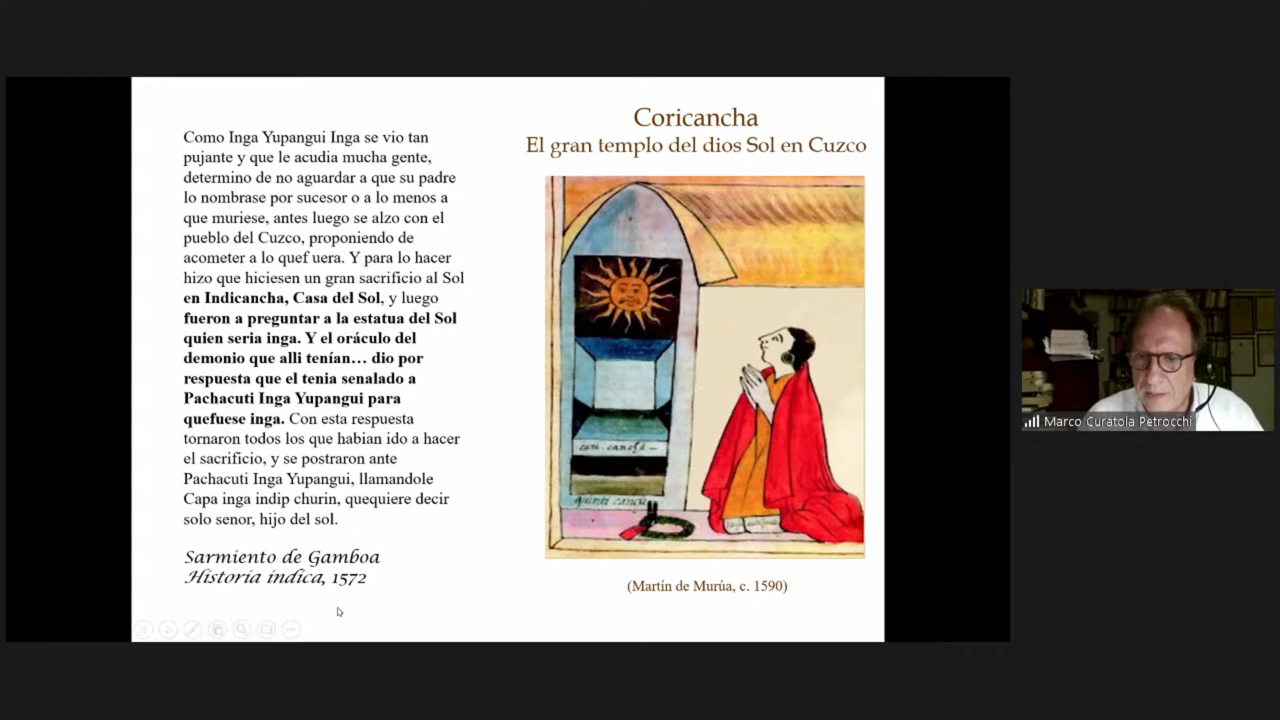 Como Inga Yupangui Inga se vio tan
pujante y que le acudia mucha gente,
determino de no aguardar a que su padre
lo nombrase por sucesor o a lo menos a
que muriese, antes luego se alzo con el
pueblo del Cuzco, proponiendo de
acometer a lo quef uera. Y para lo hacer
hizo que hiciesen un gran sacrificio al Sol
en Indicancha, Casa del Sol, y luego
fueron a preguntar a la estatua del Sol
quien seria inga. Y el oráculo del
demonio que alli tenían… dio por
respuesta que el tenia senalado a
Pachacuti Inga Yupangui para
quefuese inga. Con esta respuesta
tornaron todos los que habian ido a hacer
el sacrificio, y se postraron ante
Pachacuti Inga Yupangui, llamandole
Capa inga indip churin, quequiere decir
solo senor, hijo del sol.
Sarmiento de Gamboa
Historia indica, 1572
Coricancha
El gran templo del dios Sol en Cuzco
(Martín de Murúa, c. 1590)
Marco Curatola Petrocchi